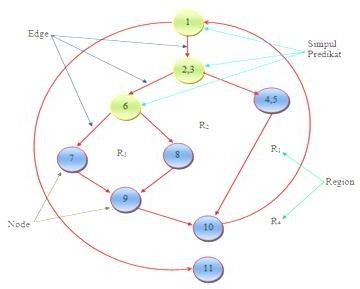 1
Edge
Simpul
Predikat
2,3
6
4,5
R2
7
R1
8
R3
Region
9
Node
10
R4
11